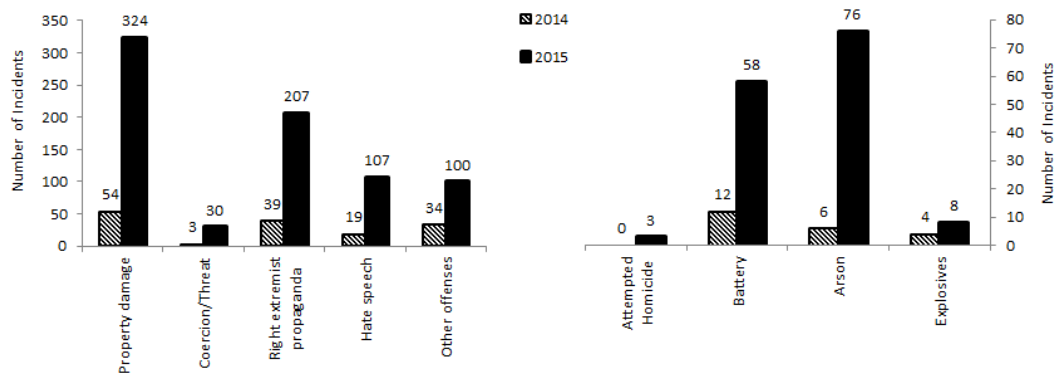 350
300
250
200
150
100
50
0
Number of Incidents
54
324
3
30
39
207
19
107
34
100
Property damage
Coercion/Threat
Right extremist
propaganda
Hate speech
Other offenses
2014
2015
0
3
12
58
6
76
4
8
Attempted
Homicide
Battery
Arson
Explosives
80
70
60
50
40
30
20
10
0
Number of Incidents